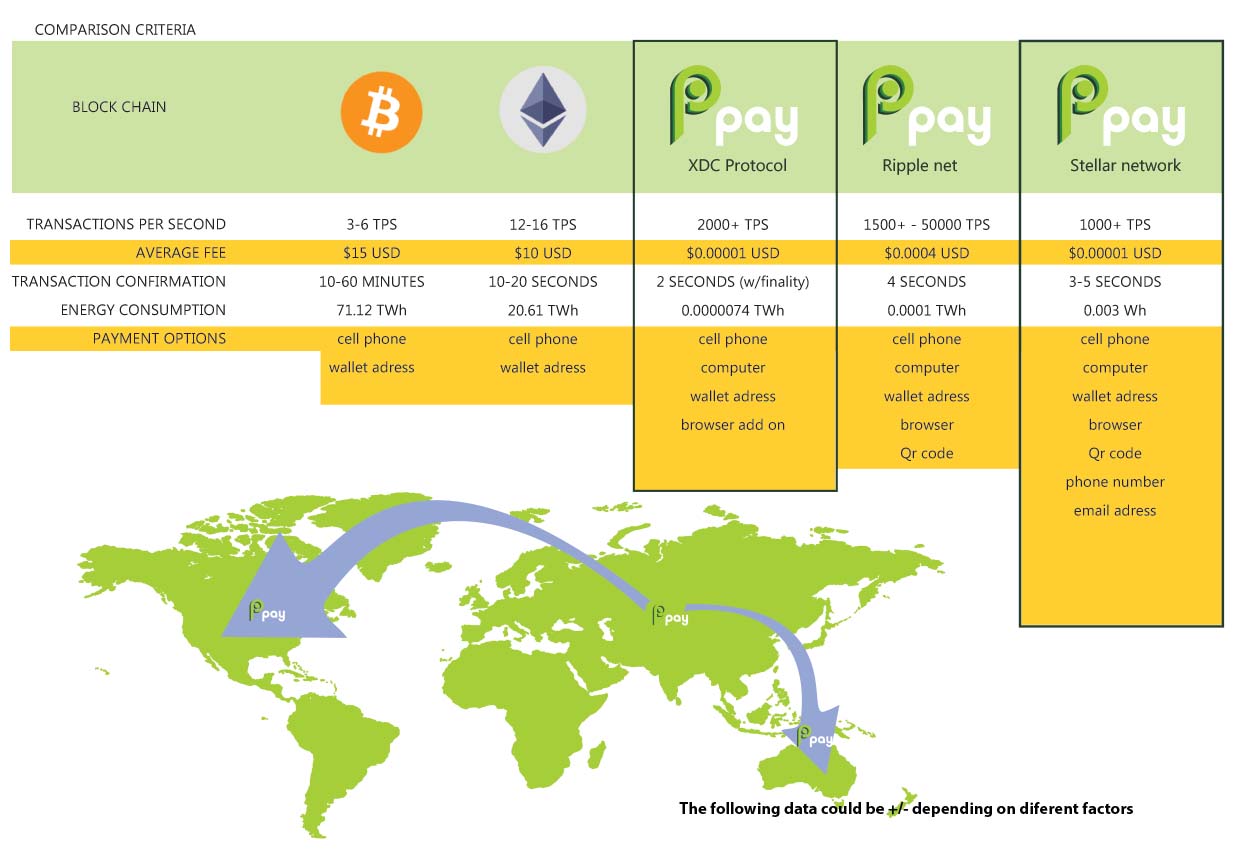 COMPARISON CRITERIA
BLOCK CHAIN
Ppay Ppay Ppay
XDC Protocol Ripple net Stellar network
TRANSACTIONS PER SECOND 3-6 TPS 12-16 TPS 2000+ TPS 1500+ - 50000 TPS 1000+ TPS
AVERAGE FEE $15 USD $10 USD $0.00001 USD $0.0004 USD $0.00001 USD
TRANSACTION CONFIRMATION 10-60 MINUTES 10-20 SECONDS 2 SECONDS (w/finality) 4 SECONDS 3-5 SECONDS
ENERGY CONSUMPTION 71.12 TWh 20.61 TWh 0.0000074 TWh 0.0001 TWh 0.003 Wh
PAYMENT OPTIONS cell phone cell phone cell phone cell phone cell phone
wallet adress wallet adress computer computer computer
wallet adress wallet adress wallet adress
browser add on browser browser
Qr code Qr code
phone number
email adress
Ppay Ppay
Ppay
The following data could be +/- depending on diferent factors